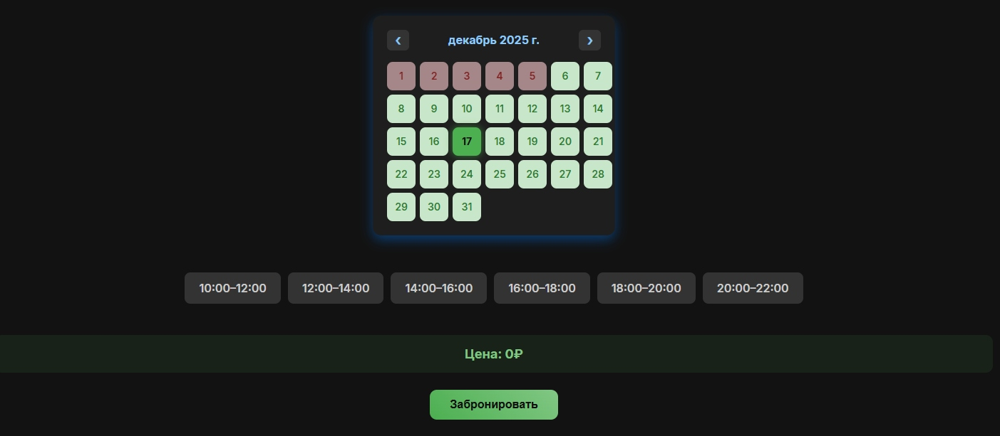 ‹ декабрь 2025 г. ›
1 2 3 4 5 6 7
8 9 10 11 12 13 14
15 16 17 18 19 20 21
22 23 24 25 26 27 28
29 30 31
10:00–12:00 12:00–14:00 14:00–16:00 16:00–18:00 18:00–20:00 20:00–22:00
Цена: 0₽
Забронировать